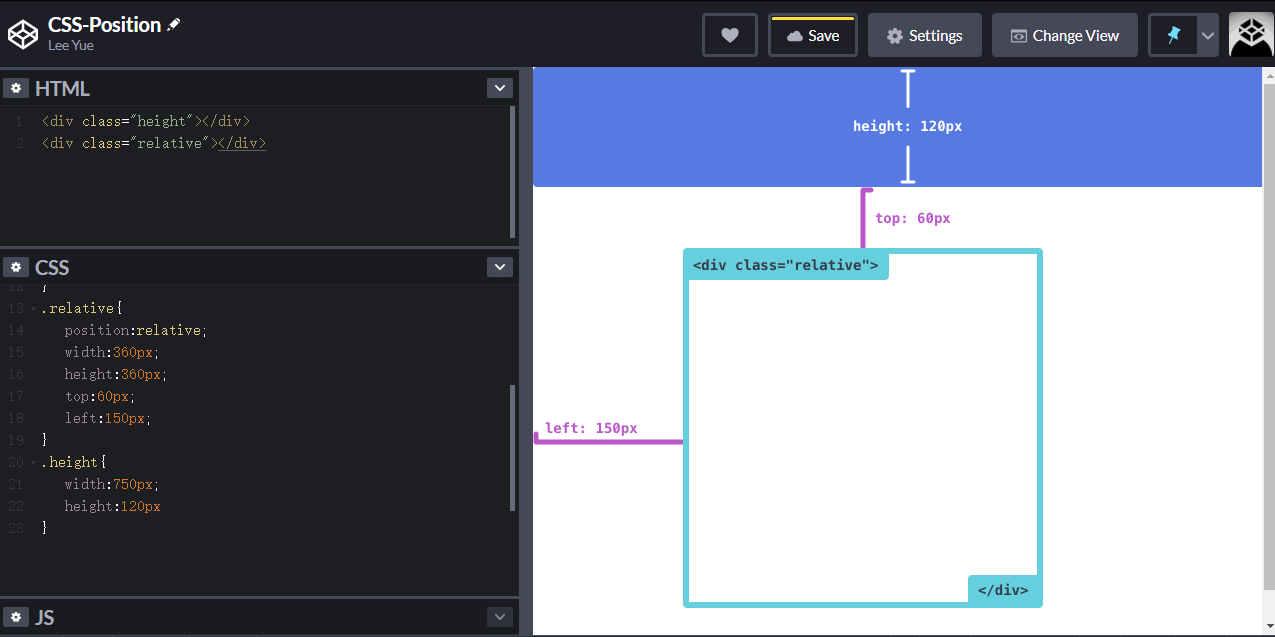 CSS-Position
Lee Yue
Save
Settings
Change View
HTML
1 <div class="height"></div>
2 <div class="relative"></div>
CSS
12 }
13 .relative{
14 position:relative;
15 width:360px;
16 height:360px;
17 top:60px;
18 left:150px;
19 }
20 .height{
21 width:750px;
22 height:120px
23 }
JS
height: 120px
top: 60px
<div class="relative">
left: 150px
</div>